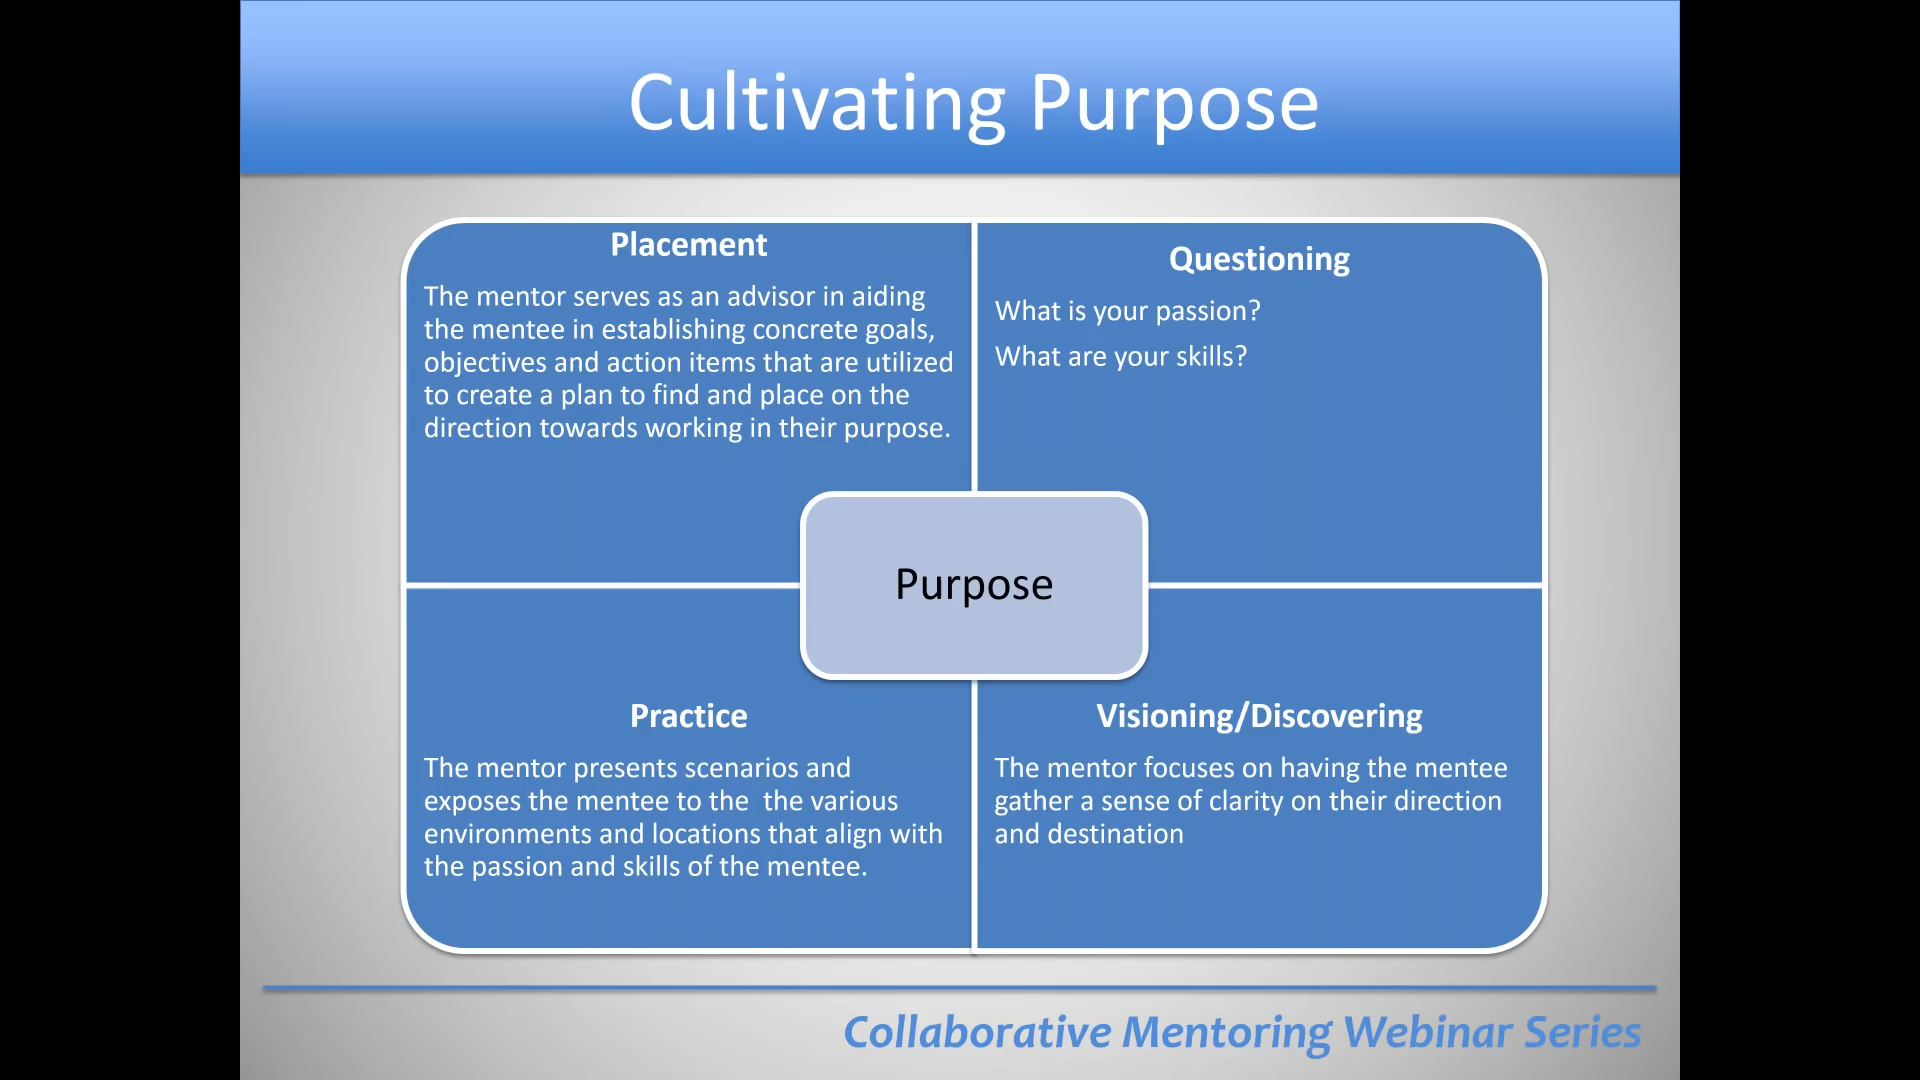 Cultivating Purpose
Placement
The mentor serves as an advisor in aiding
the mentee in establishing concrete goals,
objectives and action items that are utilized
to create a plan to find and place on the
direction towards working in their purpose.
Questioning
What is your passion?
What are your skills?
Purpose
Practice
The mentor presents scenarios and
exposes the mentee to the  the various
environments and locations that align with
the passion and skills of the mentee.
Visioning/Discovering
The mentor focuses on having the mentee
gather a sense of clarity on their direction
and destination
Collaborative Mentoring Webinar Series